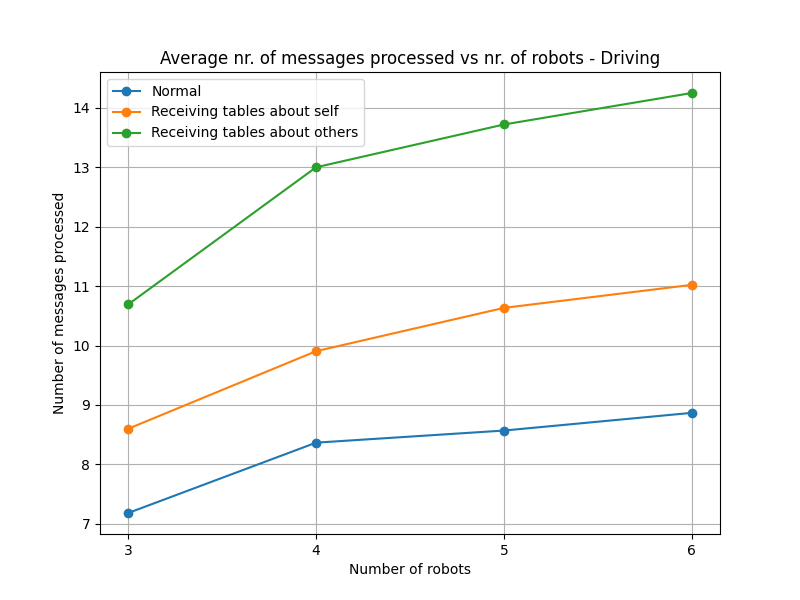 Average nr. of messages processed vs nr. of robots - Driving
Normal
Receiving tables about self
Receiving tables about others
Number of messages processed
14
13
12
11
10
9
8
7
3
4
5
6
Number of robots